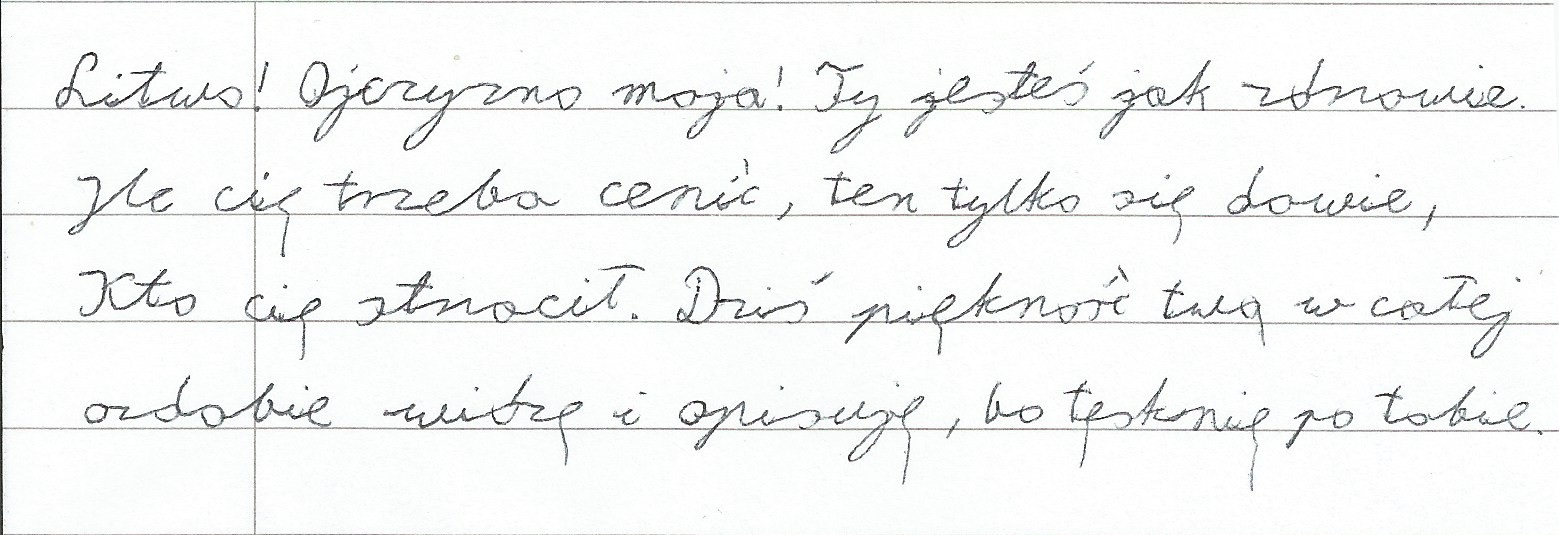 Litwo! Ojczyzno moja! Ty jesteś jak zdrowie.
Ile cię trzeba cenić, ten tylko się dowie,
Kto cię stracił. Dziś piękność twą w całej
ozdobie widzę i opisuję, bo tęsknię po tobie.